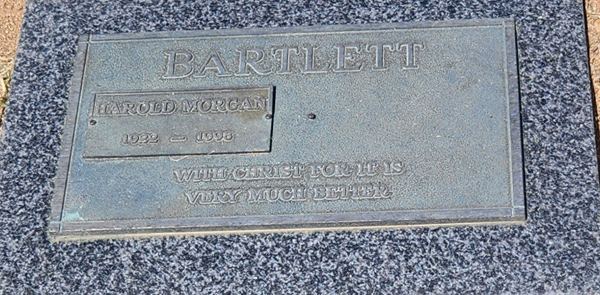 BARTLETT
HAROLD MORGAN
1922 — 1998
WITH CHRIST FOR IT IS
VERY MUCH BETTER